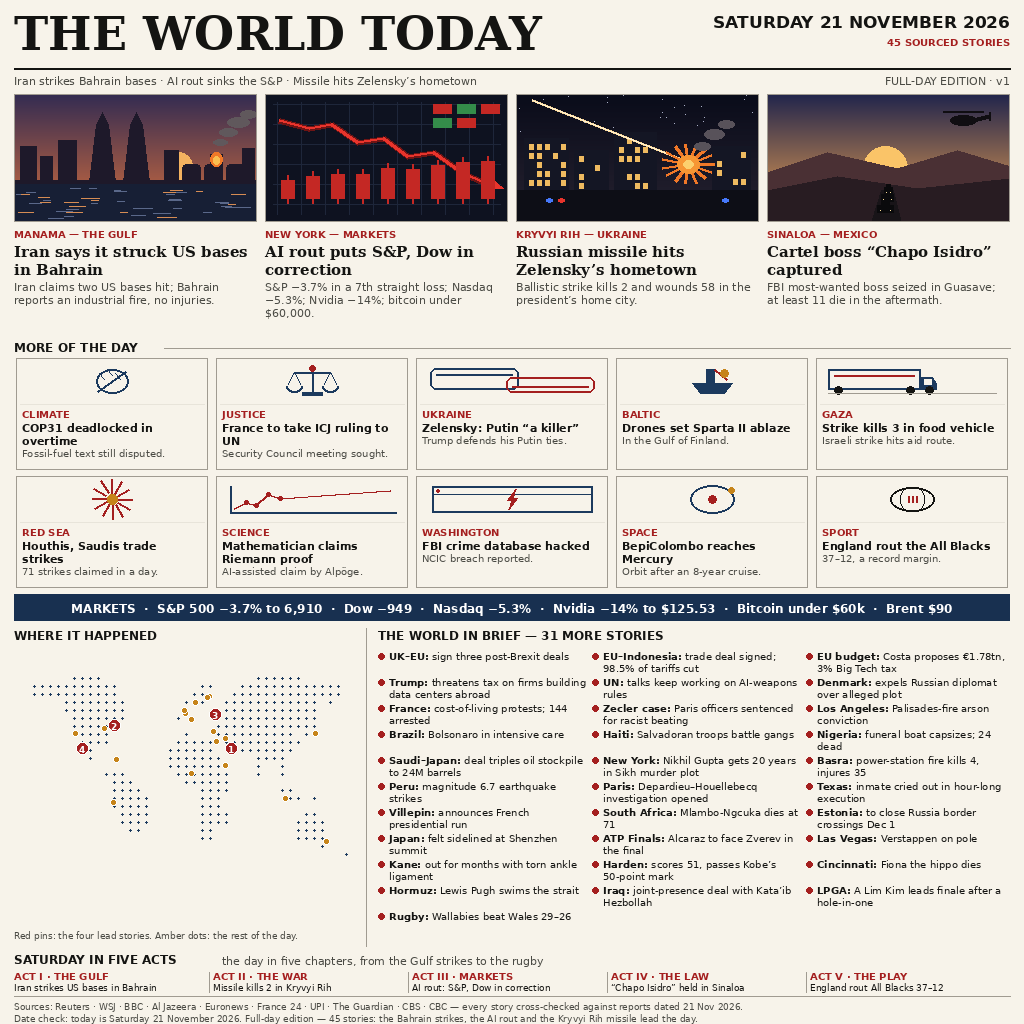 THE WORLD TODAY
SATURDAY 21 NOVEMBER 2026
45 SOURCED STORIES
Iran strikes Bahrain bases · AI rout sinks the S&P · Missile hits Zelensky’s hometown
FULL-DAY EDITION · v1
MANAMA — THE GULF
Iran says it struck US bases
in Bahrain
Iran claims two US bases hit; Bahrain
reports an industrial fire, no injuries.
NEW YORK — MARKETS
AI rout puts S&P, Dow in
correction
S&P −3.7% in a 7th straight loss; Nasdaq
−5.3%; Nvidia −14%; bitcoin under
$60,000.
KRYVYI RIH — UKRAINE
Russian missile hits
Zelensky’s hometown
Ballistic strike kills 2 and wounds 58 in the
president’s home city.
SINALOA — MEXICO
Cartel boss “Chapo Isidro”
captured
FBI most-wanted boss seized in Guasave;
at least 11 die in the aftermath.
MORE OF THE DAY
CLIMATE
COP31 deadlocked in
overtime
Fossil-fuel text still disputed.
JUSTICE
France to take ICJ ruling to
UN
Security Council meeting sought.
UKRAINE
Zelensky: Putin “a killer”
Trump defends his Putin ties.
BALTIC
Drones set Sparta II ablaze
In the Gulf of Finland.
GAZA
Strike kills 3 in food vehicle
Israeli strike hits aid route.
RED SEA
Houthis, Saudis trade
strikes
71 strikes claimed in a day.
SCIENCE
Mathematician claims
Riemann proof
AI-assisted claim by Alpöge.
WASHINGTON
FBI crime database hacked
NCIC breach reported.
SPACE
BepiColombo reaches
Mercury
Orbit after an 8-year cruise.
SPORT
England rout the All Blacks
37–12, a record margin.
MARKETS · S&P 500 −3.7% to 6,910 · Dow −949 · Nasdaq −5.3% · Nvidia −14% to $125.53 · Bitcoin under $60k · Brent $90
WHERE IT HAPPENED
1
2
3
4
Red pins: the four lead stories. Amber dots: the rest of the day.
THE WORLD IN BRIEF — 31 MORE STORIES
UK–EU: sign three post-Brexit deals
EU–Indonesia: trade deal signed;
98.5% of tariffs cut
EU budget: Costa proposes €1.78tn,
3% Big Tech tax
Trump: threatens tax on firms building
data centers abroad
UN: talks keep working on AI-weapons
rules
Denmark: expels Russian diplomat
over alleged plot
France: cost-of-living protests; 144
arrested
Zecler case: Paris officers sentenced
for racist beating
Los Angeles: Palisades-fire arson
conviction
Brazil: Bolsonaro in intensive care
Haiti: Salvadoran troops battle gangs
Nigeria: funeral boat capsizes; 24
dead
Saudi–Japan: deal triples oil stockpile
to 24M barrels
New York: Nikhil Gupta gets 20 years
in Sikh murder plot
Basra: power-station fire kills 4,
injures 35
Peru: magnitude 6.7 earthquake
strikes
Paris: Depardieu–Houellebecq
investigation opened
Texas: inmate cried out in hour-long
execution
Villepin: announces French
presidential run
South Africa: Mlambo-Ngcuka dies at
71
Estonia: to close Russia border
crossings Dec 1
Japan: felt sidelined at Shenzhen
summit
ATP Finals: Alcaraz to face Zverev in
the final
Las Vegas: Verstappen on pole
Kane: out for months with torn ankle
ligament
Harden: scores 51, passes Kobe’s
50-point mark
Cincinnati: Fiona the hippo dies
Hormuz: Lewis Pugh swims the strait
Iraq: joint-presence deal with Kata’ib
Hezbollah
LPGA: A Lim Kim leads finale after a
hole-in-one
Rugby: Wallabies beat Wales 29–26
SATURDAY IN FIVE ACTS
the day in five chapters, from the Gulf strikes to the rugby
ACT I · THE GULF
Iran strikes US bases in Bahrain
ACT II · THE WAR
Missile kills 2 in Kryvyi Rih
ACT III · MARKETS
AI rout: S&P, Dow in correction
ACT IV · THE LAW
“Chapo Isidro” held in Sinaloa
ACT V · THE PLAY
England rout All Blacks 37–12
Sources: Reuters · WSJ · BBC · Al Jazeera · Euronews · France 24 · UPI · The Guardian · CBS · CBC — every story cross-checked against reports dated 21 Nov 2026.
Date check: today is Saturday 21 November 2026. Full-day edition — 45 stories: the Bahrain strikes, the AI rout and the Kryvyi Rih missile lead the day.